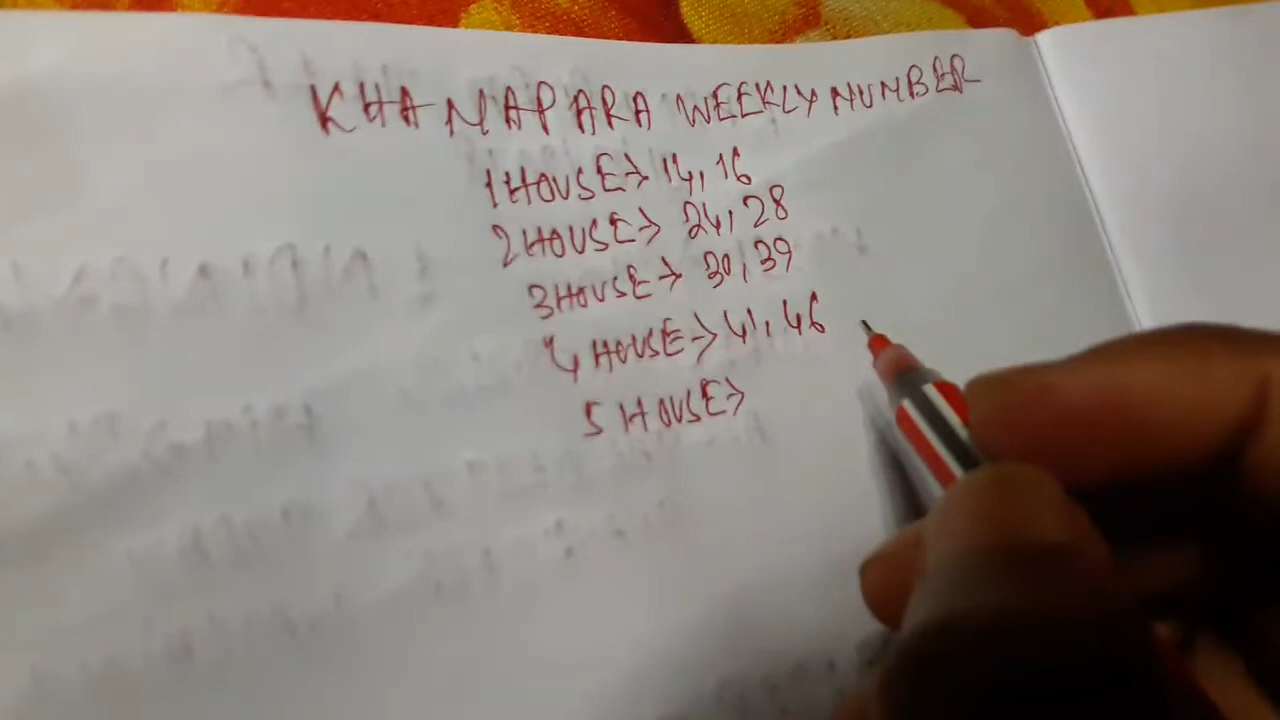 KHANAPARA WEEKLY NUMBER
1 HOUSE→ 14, 16
2 HOUSE→ 24, 28
3 HOUSE→ 30, 39
4 HOUSE→ 41, 46
5 HOUSE→